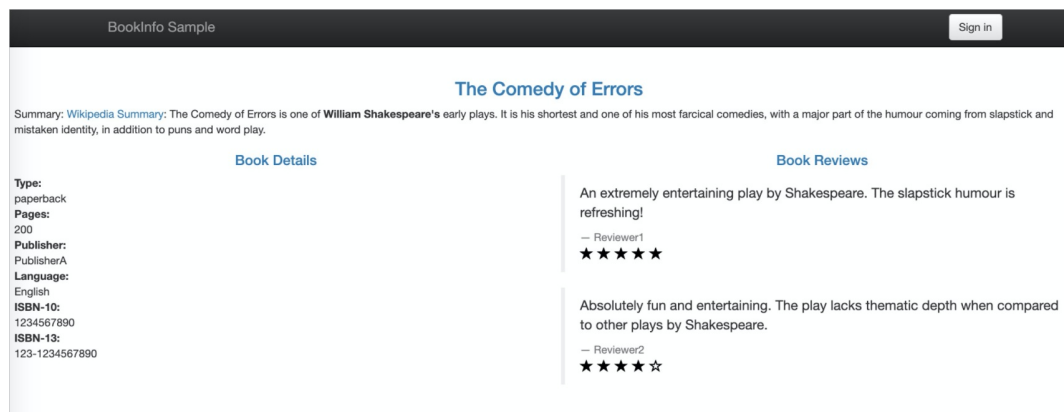 BookInfo Sample
Sign in
The Comedy of Errors
Summary: Wikipedia Summary: The Comedy of Errors is one of William Shakespeare's early plays. It is his shortest and one of his most farcical comedies, with a major part of the humour coming from slapstick and
mistaken identity, in addition to puns and word play.
Book Details
Type:
paperback
Pages:
200
Publisher:
PublisherA
Language:
English
ISBN-10:
1234567890
ISBN-13:
123-1234567890
Book Reviews
An extremely entertaining play by Shakespeare. The slapstick humour is
refreshing!
— Reviewer1
★★★★★
Absolutely fun and entertaining. The play lacks thematic depth when compared
to other plays by Shakespeare.
— Reviewer2
★★★★☆